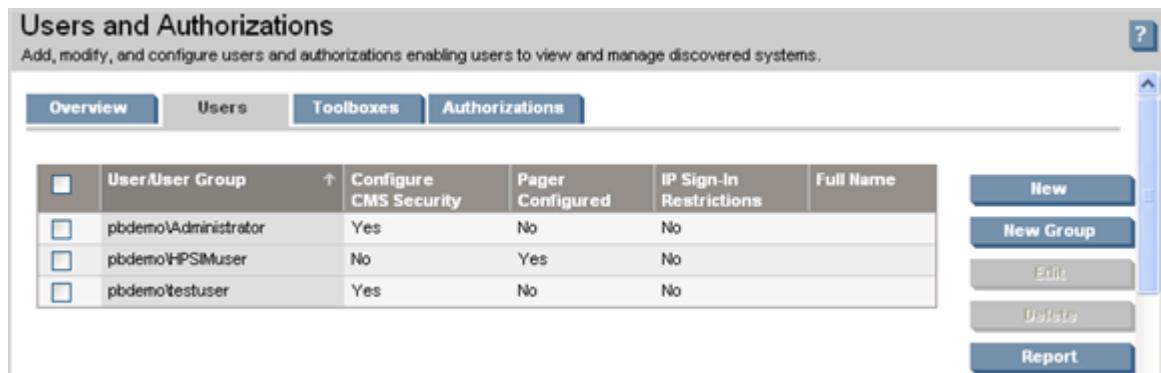 Users and Authorizations
Add, modify, and configure users and authorizations enabling users to view and manage discovered systems.
?
Overview Users Toolboxes Authorizations
User/User Group Configure CMS Security Pager Configured IP Sign-In Restrictions Full Name
pbdemo\Administrator Yes No No
pbdemo\HPSIMuser No Yes No
pbdemo\testuser Yes No No
New
New Group
Edit
Delete
Report